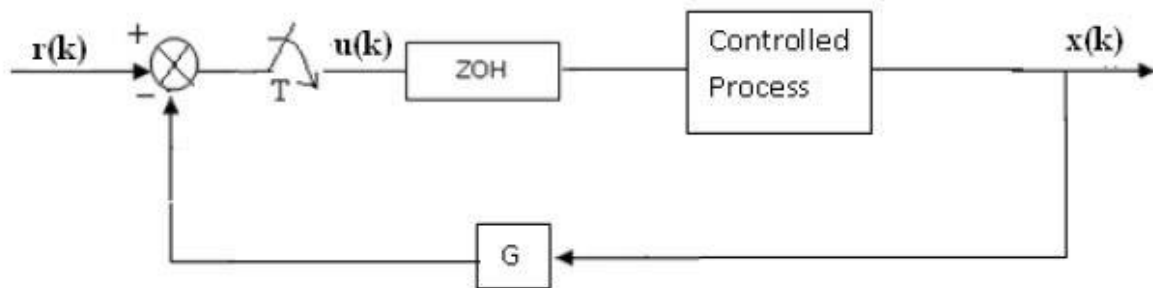 r(k)
+
−
T
u(k)
ZOH
Controlled
Process
x(k)
G